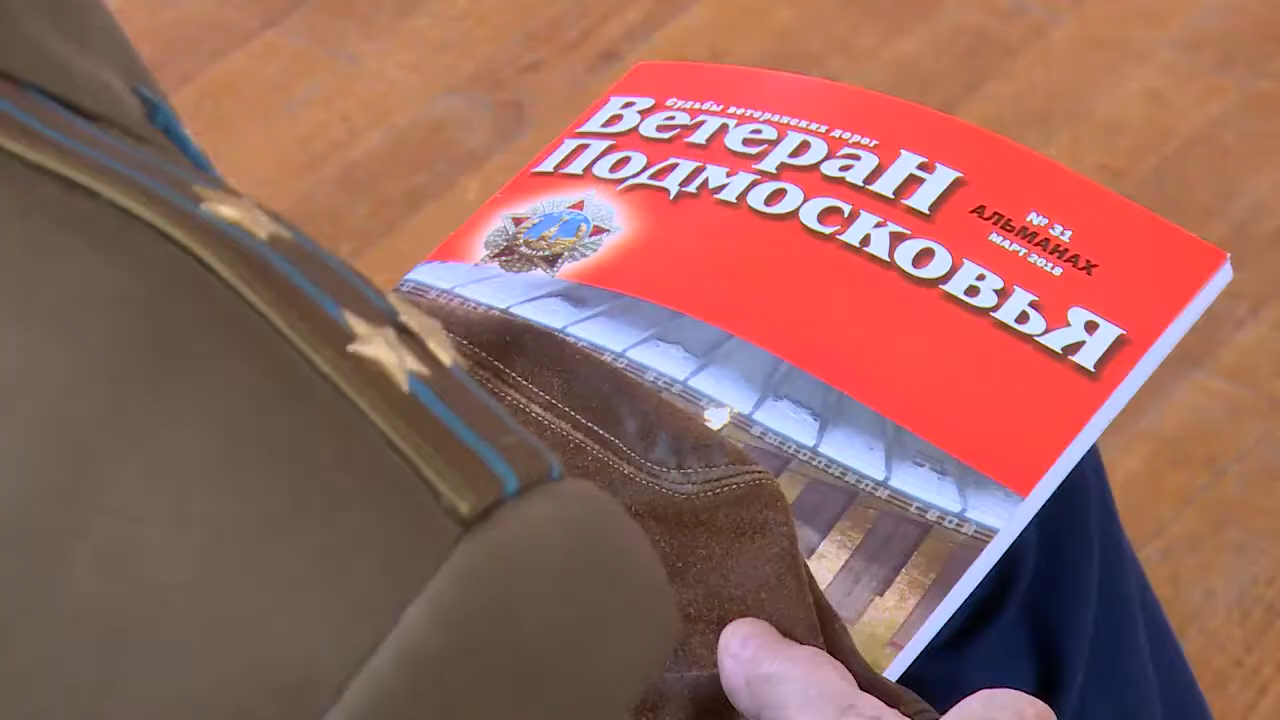 Судьбы ветеранских дорог
ВетераН
ПодмосковьЯ
№ 31
АЛЬМАНАХ
МАРТ 2018